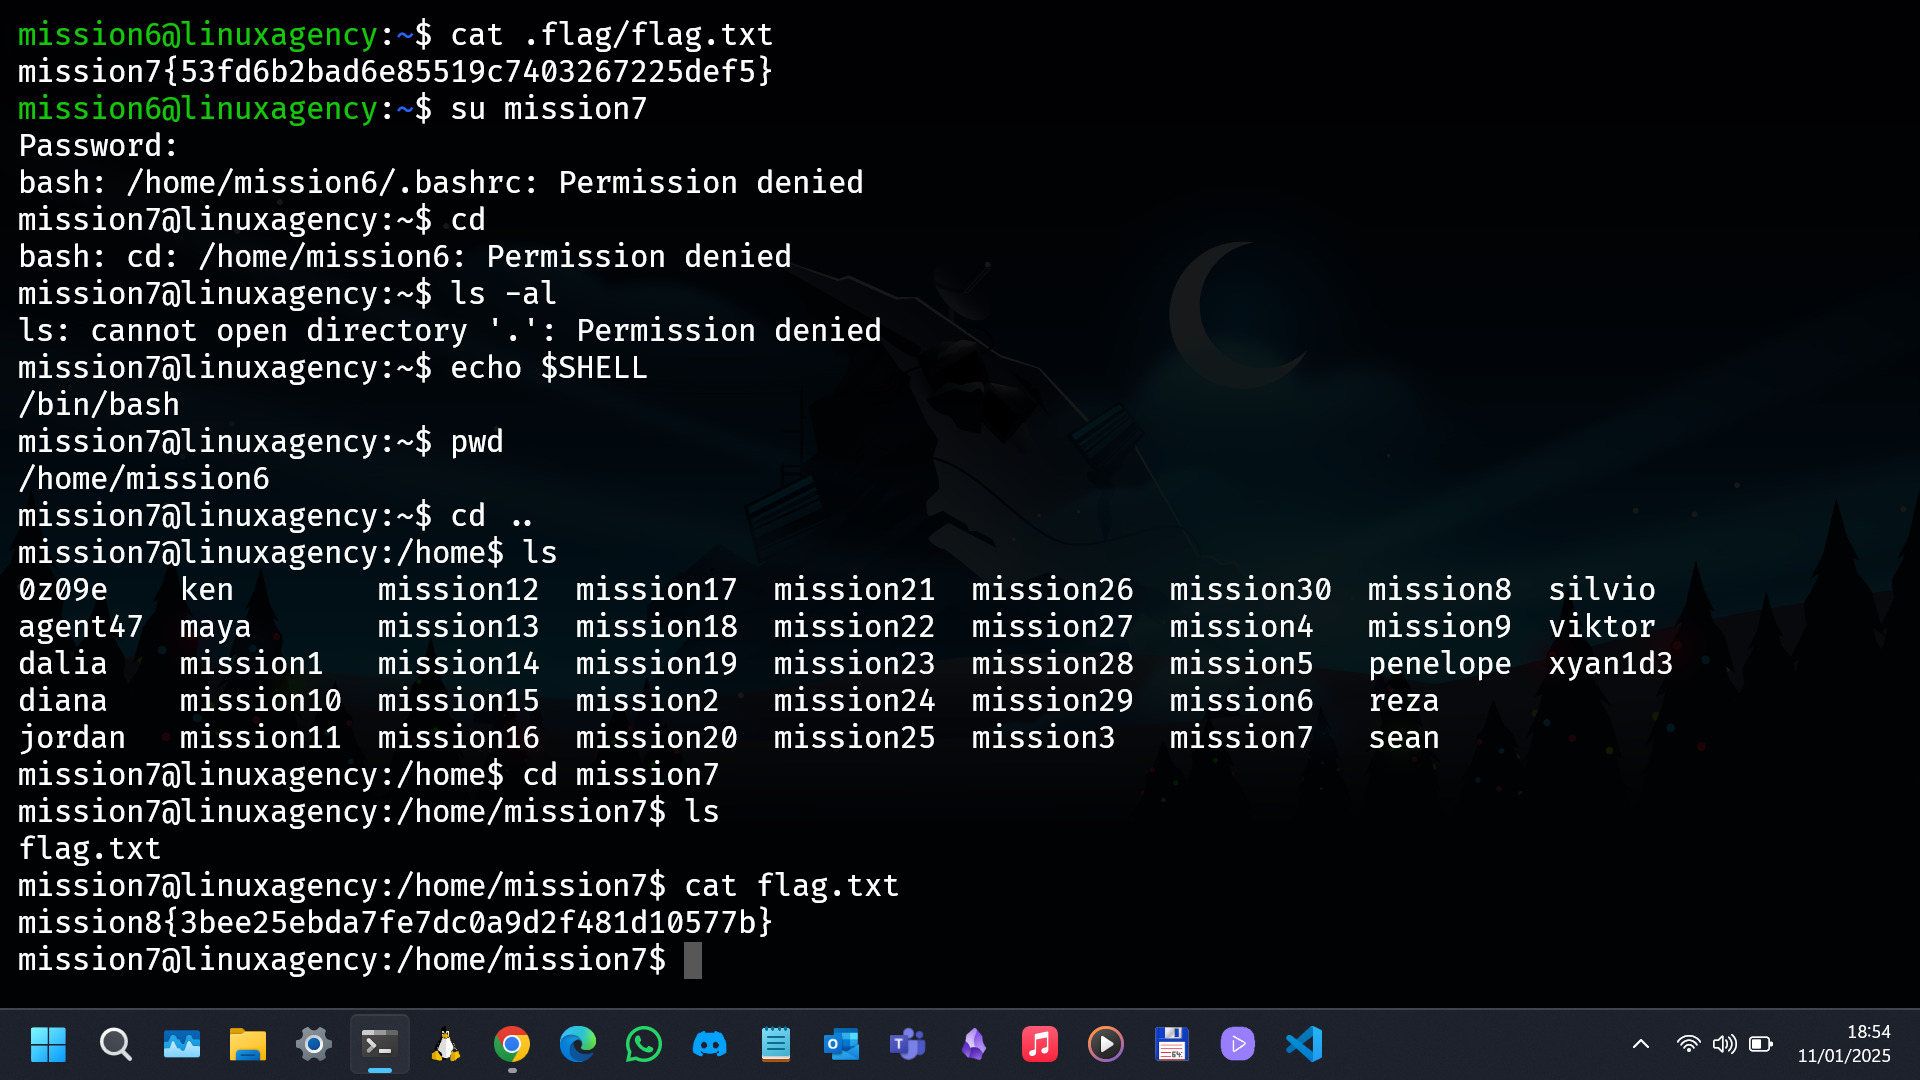 mission6@linuxagency:~$ cat .flag/flag.txt
mission7{53fd6b2bad6e85519c7403267225def5}
mission6@linuxagency:~$ su mission7
Password:
bash: /home/mission6/.bashrc: Permission denied
mission7@linuxagency:~$ cd
bash: cd: /home/mission6: Permission denied
mission7@linuxagency:~$ ls -al
ls: cannot open directory '.': Permission denied
mission7@linuxagency:~$ echo $SHELL
/bin/bash
mission7@linuxagency:~$ pwd
/home/mission6
mission7@linuxagency:~$ cd ..
mission7@linuxagency:/home$ ls
0z09e    ken        mission12  mission17  mission21  mission26  mission30  mission8  silvio
agent47  maya       mission13  mission18  mission22  mission27  mission4   mission9  viktor
dalia    mission1   mission14  mission19  mission23  mission28  mission5   penelope  xyan1d3
diana    mission10  mission15  mission2   mission24  mission29  mission6   reza
jordan   mission11  mission16  mission20  mission25  mission3   mission7   sean
mission7@linuxagency:/home$ cd mission7
mission7@linuxagency:/home/mission7$ ls
flag.txt
mission7@linuxagency:/home/mission7$ cat flag.txt
mission8{3bee25ebda7fe7dc0a9d2f481d10577b}
mission7@linuxagency:/home/mission7$
18:54
11/01/2025